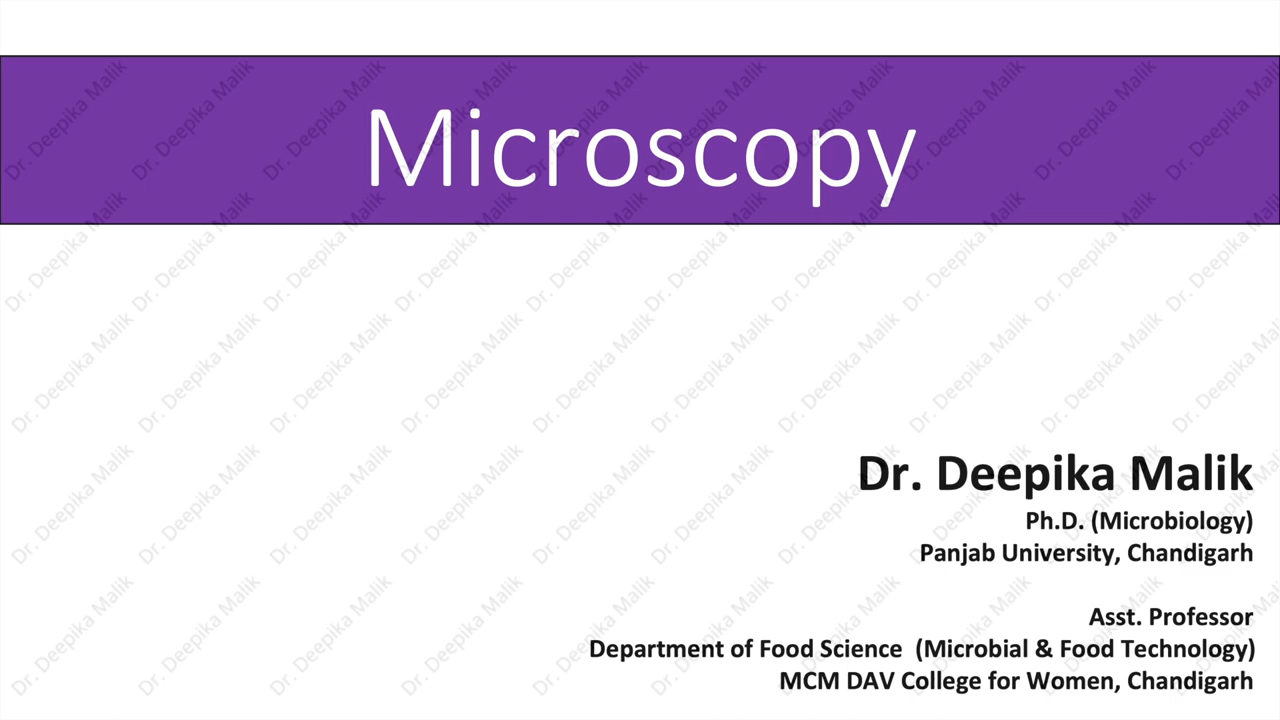 Microscopy
Dr. Deepika Malik
Ph.D. (Microbiology)
Panjab University, Chandigarh
Asst. Professor
Department of Food Science (Microbial & Food Technology)
MCM DAV College for Women, Chandigarh